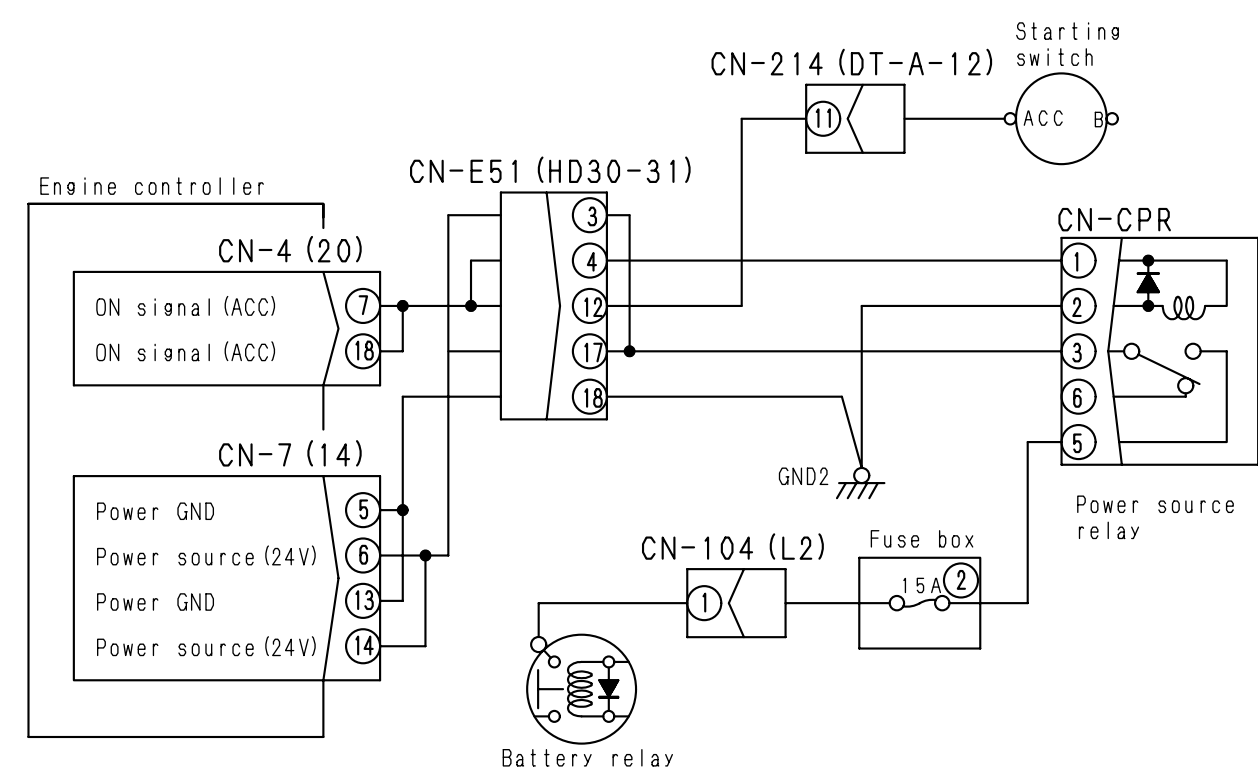 Starting
switch
CN-214 (DT-A-12)
11
ACC B
CN-E51 (HD30-31)
Engine controller
CN-4 (20)
ON signal (ACC) 7
ON signal (ACC) 18
3
4
12
17
18
CN-CPR
1
2
3
6
5
Power source
relay
GND2
CN-7 (14)
Power GND 5
Power source (24V) 6
Power GND 13
Power source (24V) 14
CN-104 (L2)
1
Fuse box
15A 2
Battery relay